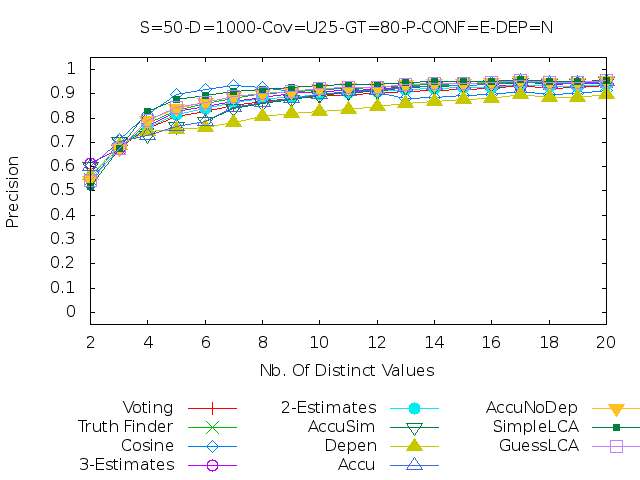 S=50-D=1000-Cov=U25-GT=80-P-CONF=E-DEP=N
1
0.9
0.8
0.7
0.6
0.5
0.4
0.3
0.2
0.1
0
Precision
2 4 6 8 10 12 14 16 18 20
Nb. Of Distinct Values
Voting 2-Estimates AccuNoDep
Truth Finder AccuSim SimpleLCA
Cosine Depen GuessLCA
3-Estimates Accu